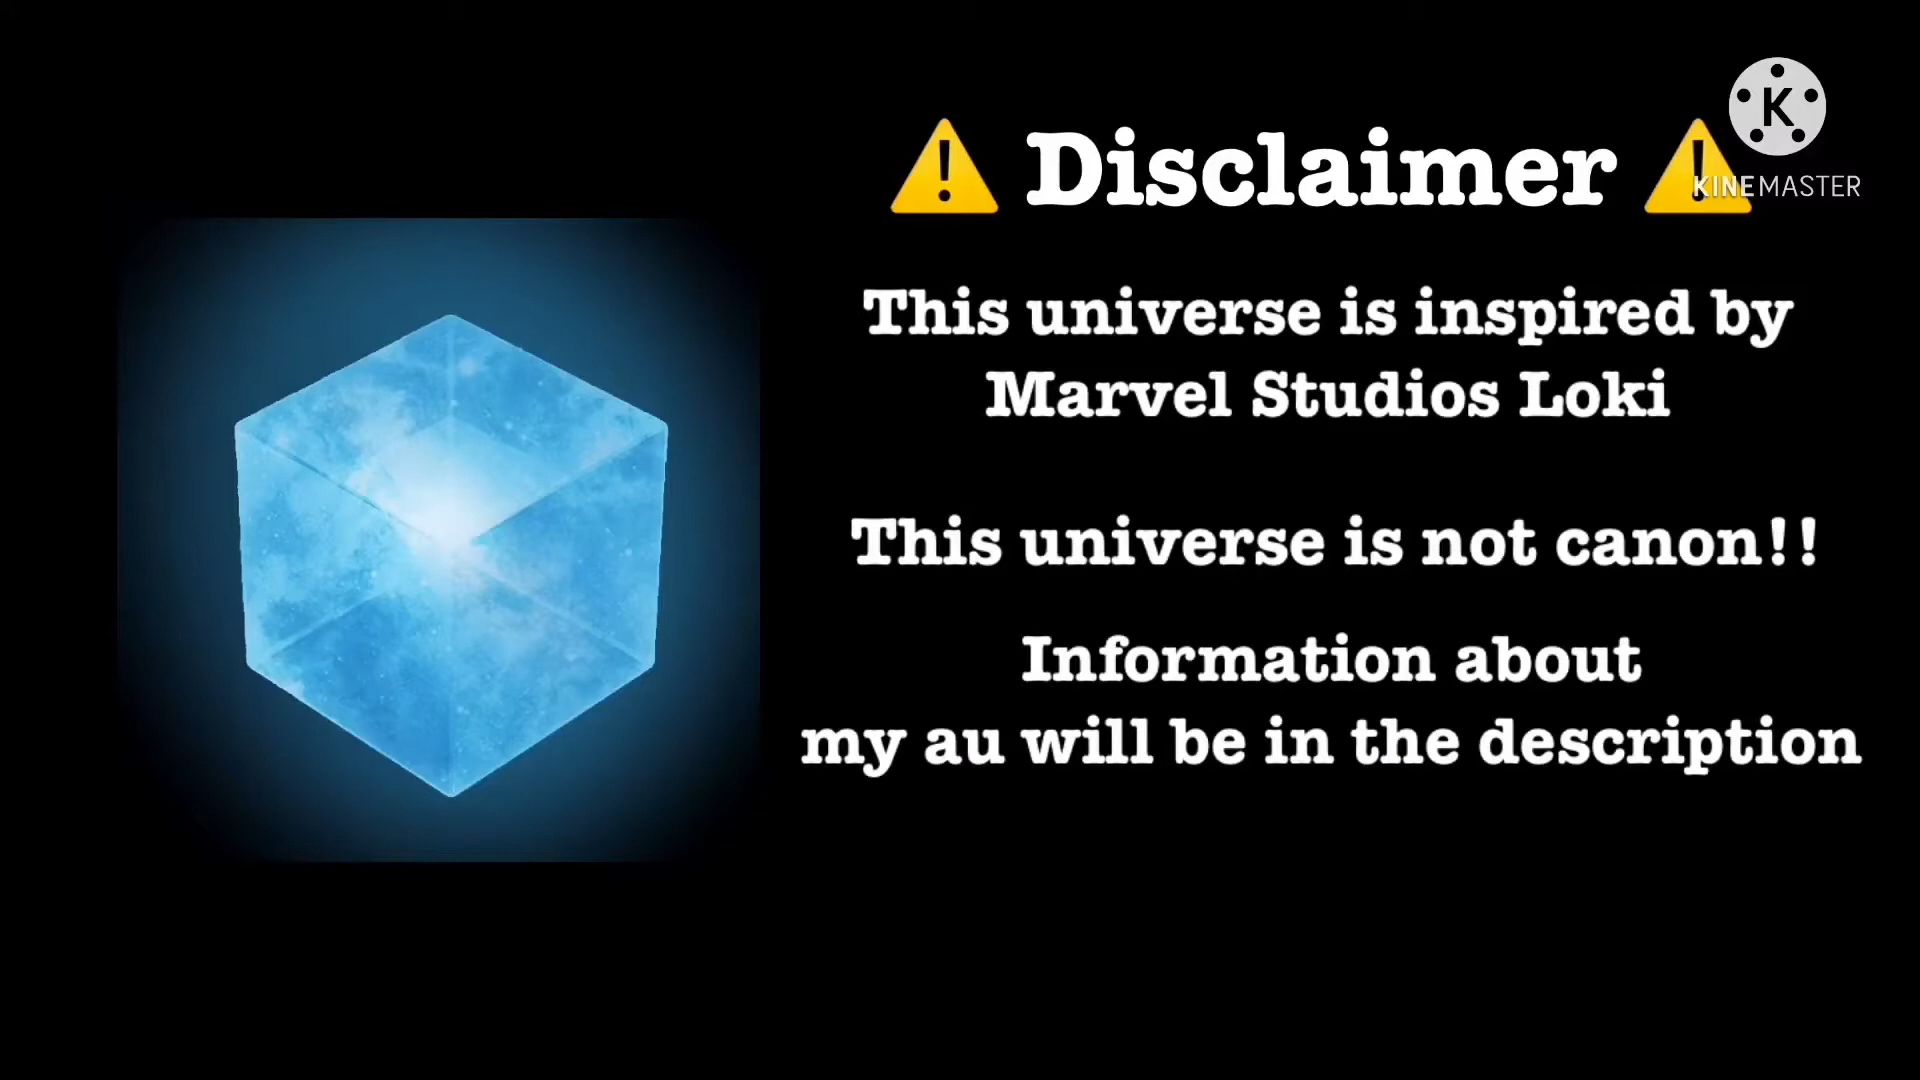 ⚠️ Disclaimer ⚠️
K
KINEMASTER
This universe is inspired by
Marvel Studios Loki
This universe is not canon!!
Information about
my au will be in the description